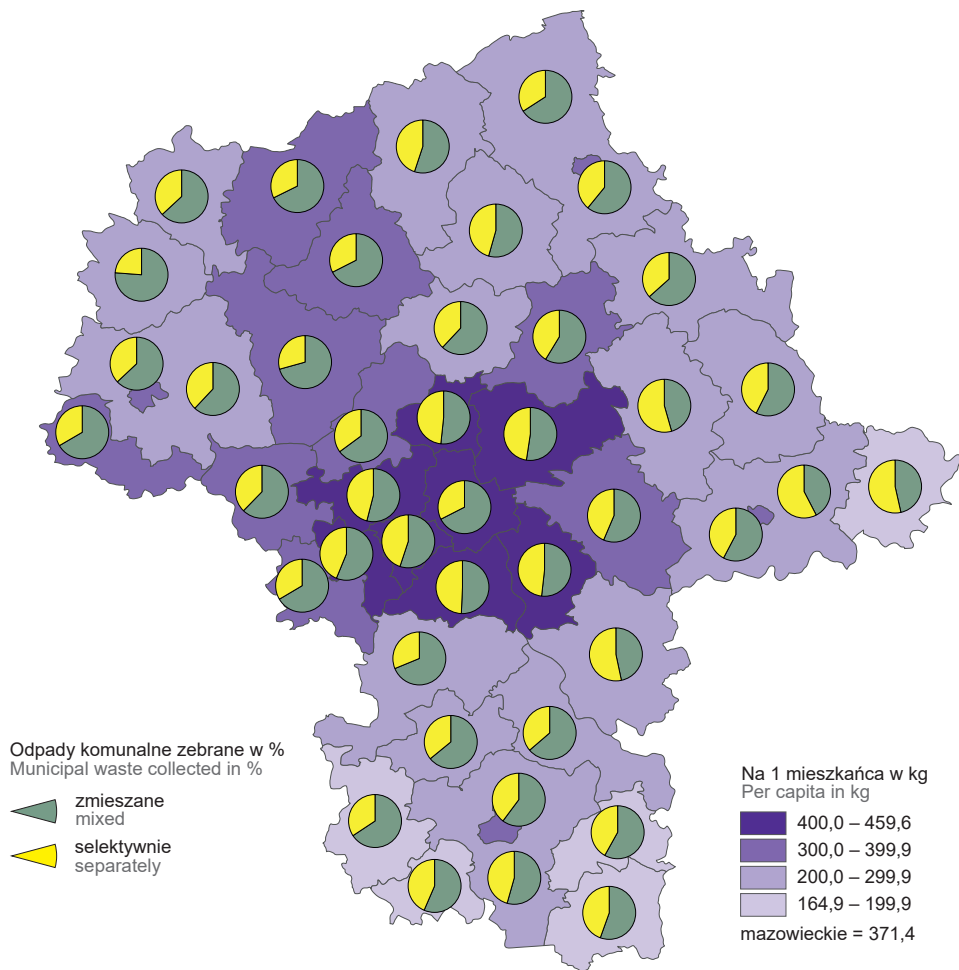 Odpady komunalne zebrane w %
Municipal waste collected in %
zmieszane
mixed
selektywnie
separately
Na 1 mieszkańca w kg
Per capita in kg
400,0 – 459,6
300,0 – 399,9
200,0 – 299,9
164,9 – 199,9
mazowieckie = 371,4